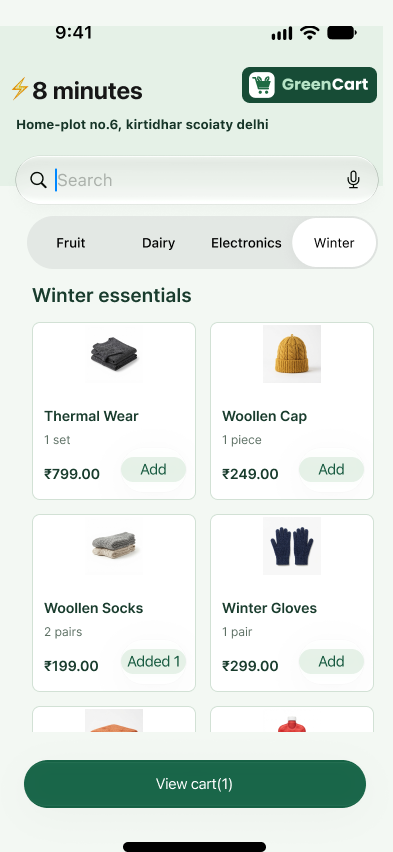 9:41
8 minutes
GreenCart
Home-plot no.6, kirtidhar scoiaty delhi
Search
Fruit Dairy Electronics Winter
Winter essentials
Thermal Wear
1 set
₹799.00 Add
Woollen Cap
1 piece
₹249.00 Add
Woollen Socks
2 pairs
₹199.00 Added 1
Winter Gloves
1 pair
₹299.00 Add
View cart(1)